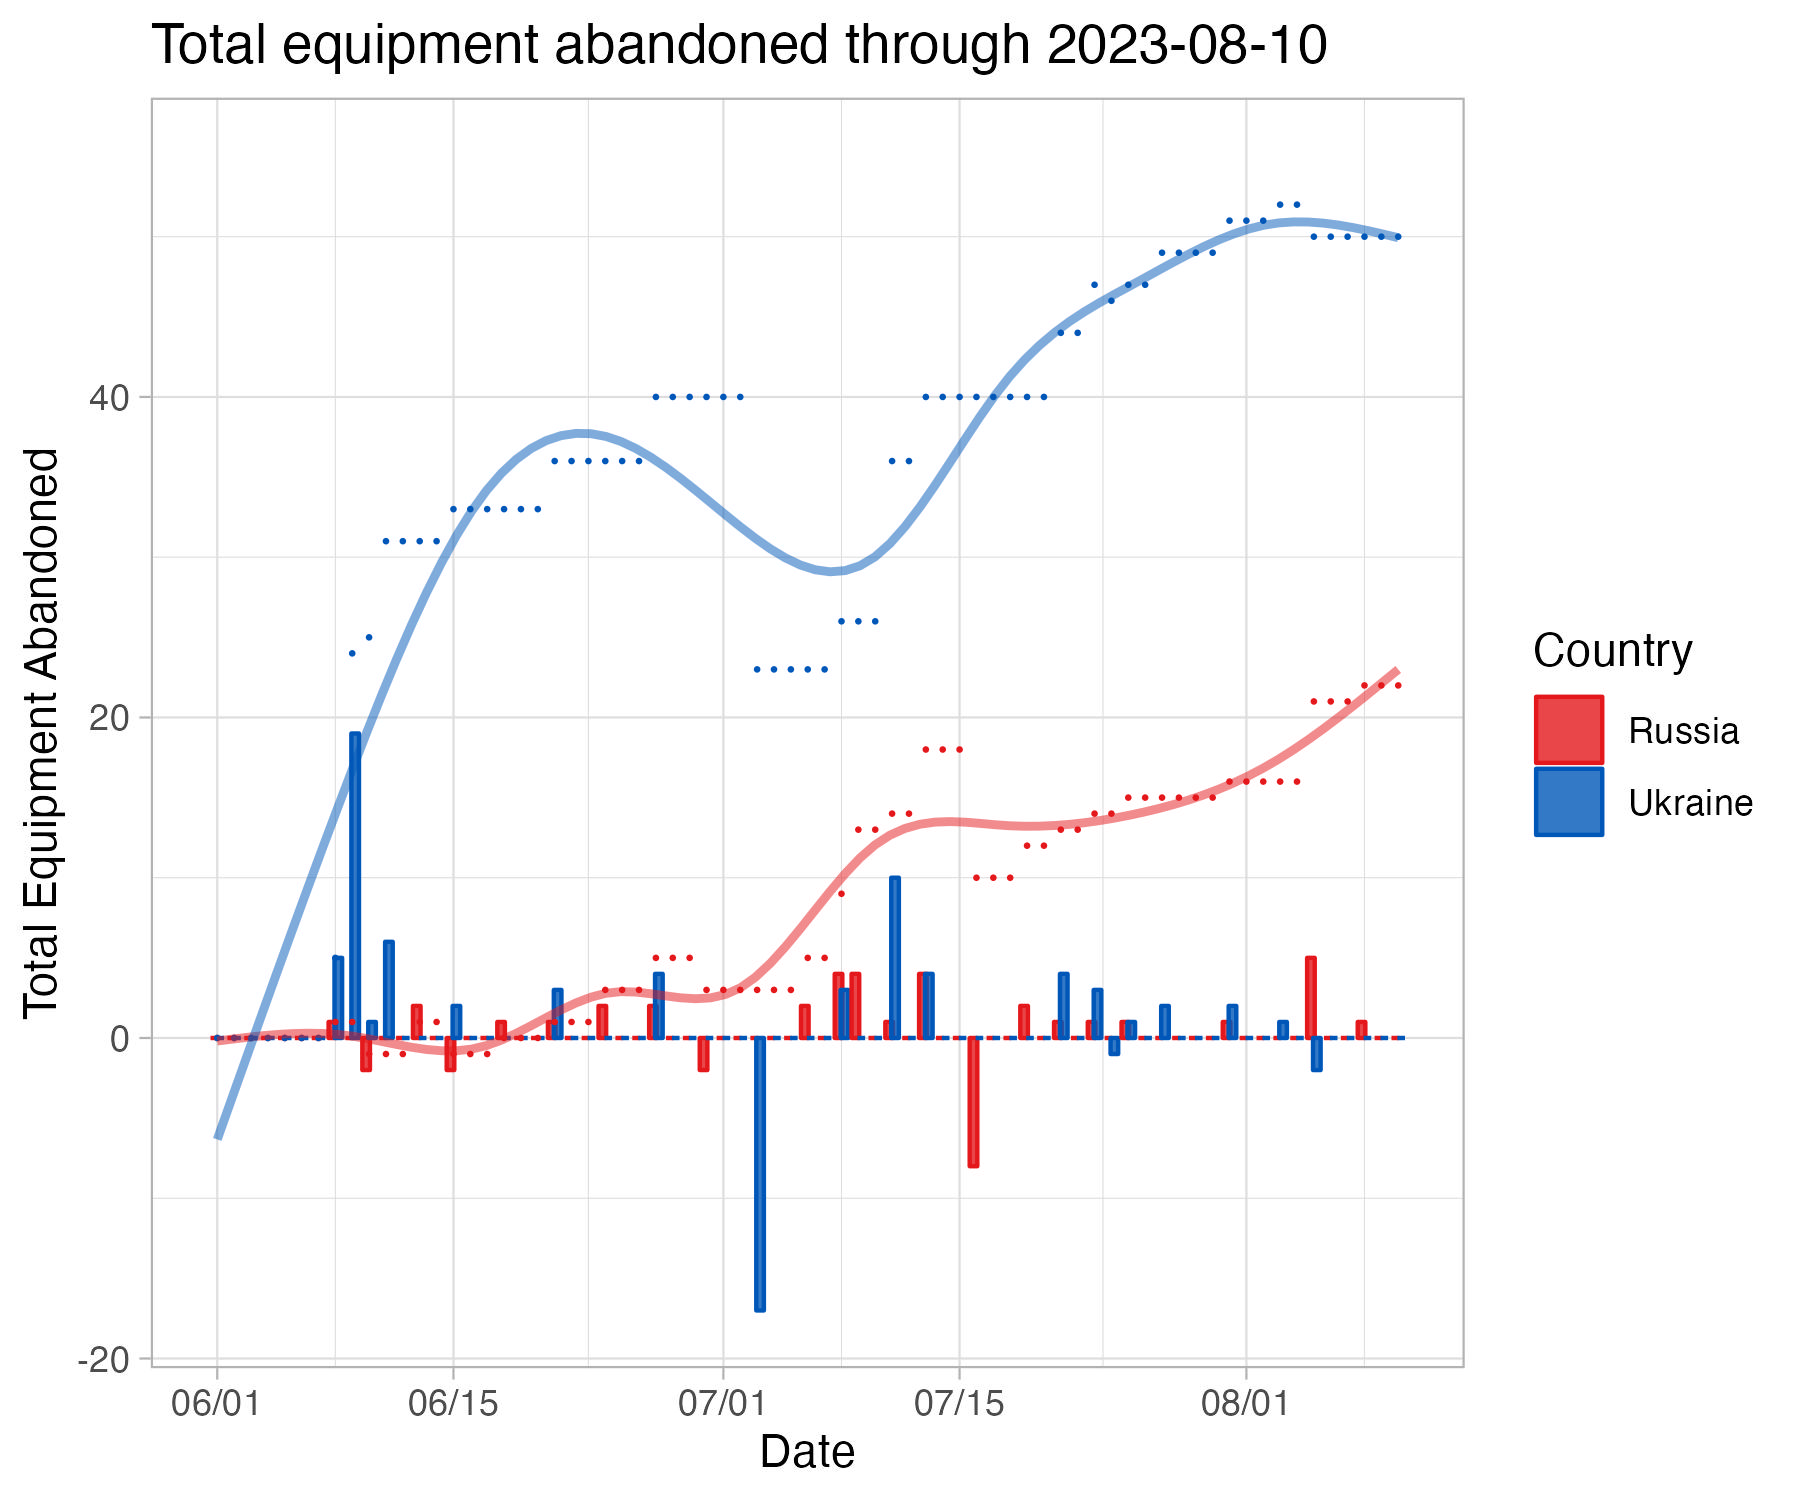 Total equipment abandoned through 2023-08-10
Total Equipment Abandoned
40
20
0
-20
06/01
06/15
07/01
07/15
08/01
Date
Country
Russia
Ukraine